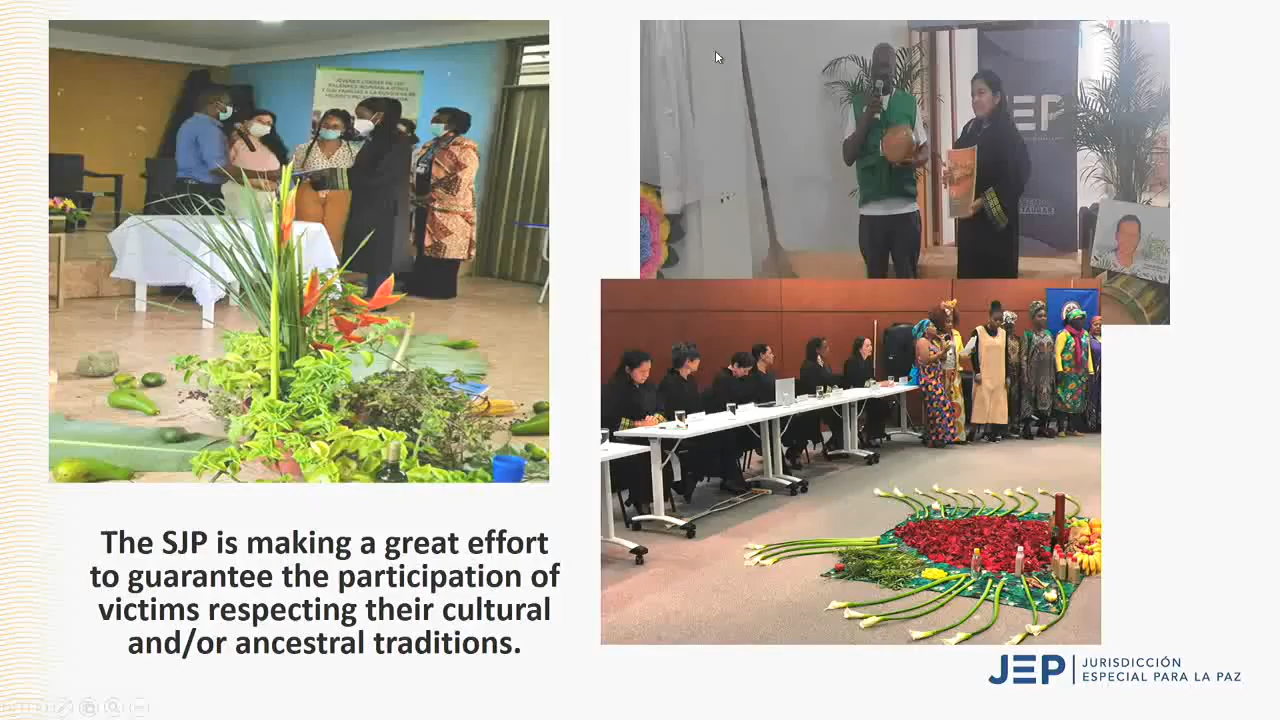 JEP
The SJP is making a great effort
to guarantee the participation of
victims respecting their cultural
and/or ancestral traditions.
JEP
JURISDICCIÓN
ESPECIAL PARA LA PAZ